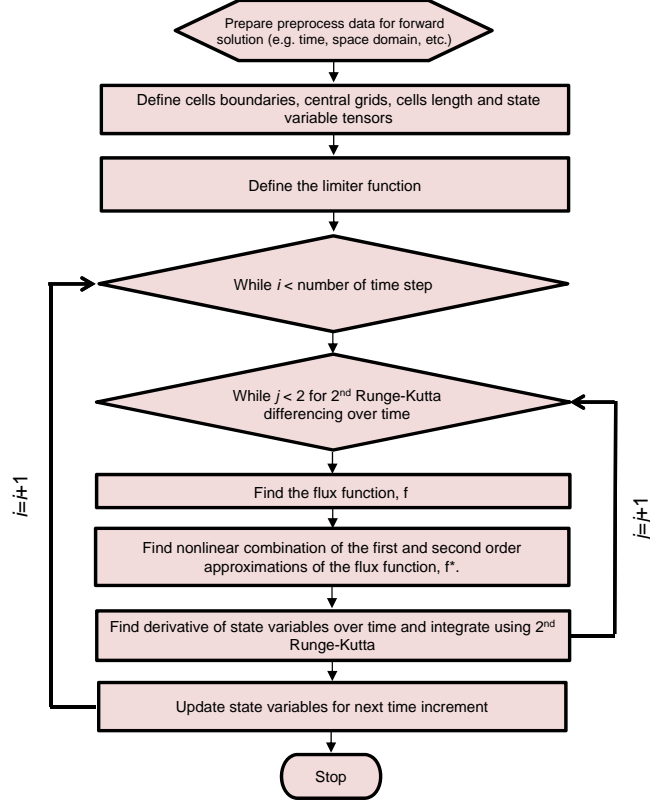 Prepare preprocess data for forward
solution (e.g. time, space domain, etc.)
Define cells boundaries, central grids, cells length and state
variable tensors
Define the limiter function
While i < number of time step
While j < 2 for 2nd Runge-Kutta
differencing over time
i=i+1
j=j+1
Find the flux function, f
Find nonlinear combination of the first and second order
approximations of the flux function, f*.
Find derivative of state variables over time and integrate using 2nd
Runge-Kutta
Update state variables for next time increment
Stop